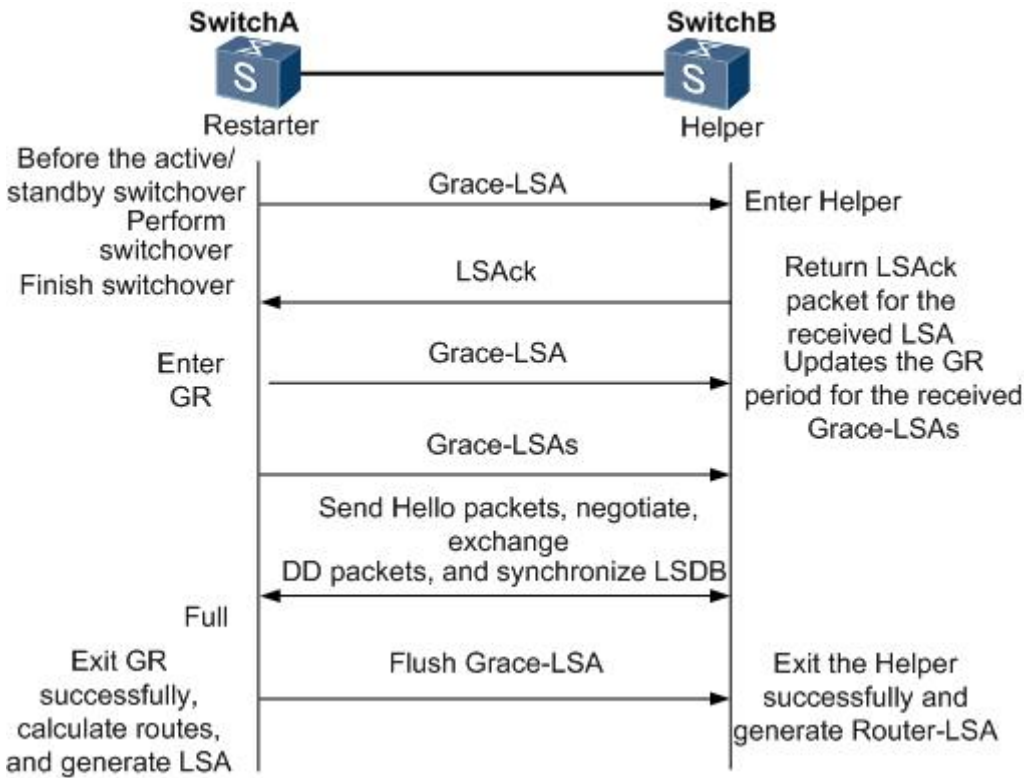 SwitchA
SwitchB
S
S
Restarter
Helper
Before the active/
standby switchover
Grace-LSA
Enter Helper
Perform
switchover
Finish switchover
LSAck
Return LSAck
packet for the
received LSA
Enter
GR
Grace-LSA
Updates the GR
period for the received
Grace-LSAs
Grace-LSAs
Send Hello packets, negotiate,
exchange
DD packets, and synchronize LSDB
Full
Exit GR
successfully,
calculate routes,
and generate LSA
Flush Grace-LSA
Exit the Helper
successfully and
generate Router-LSA